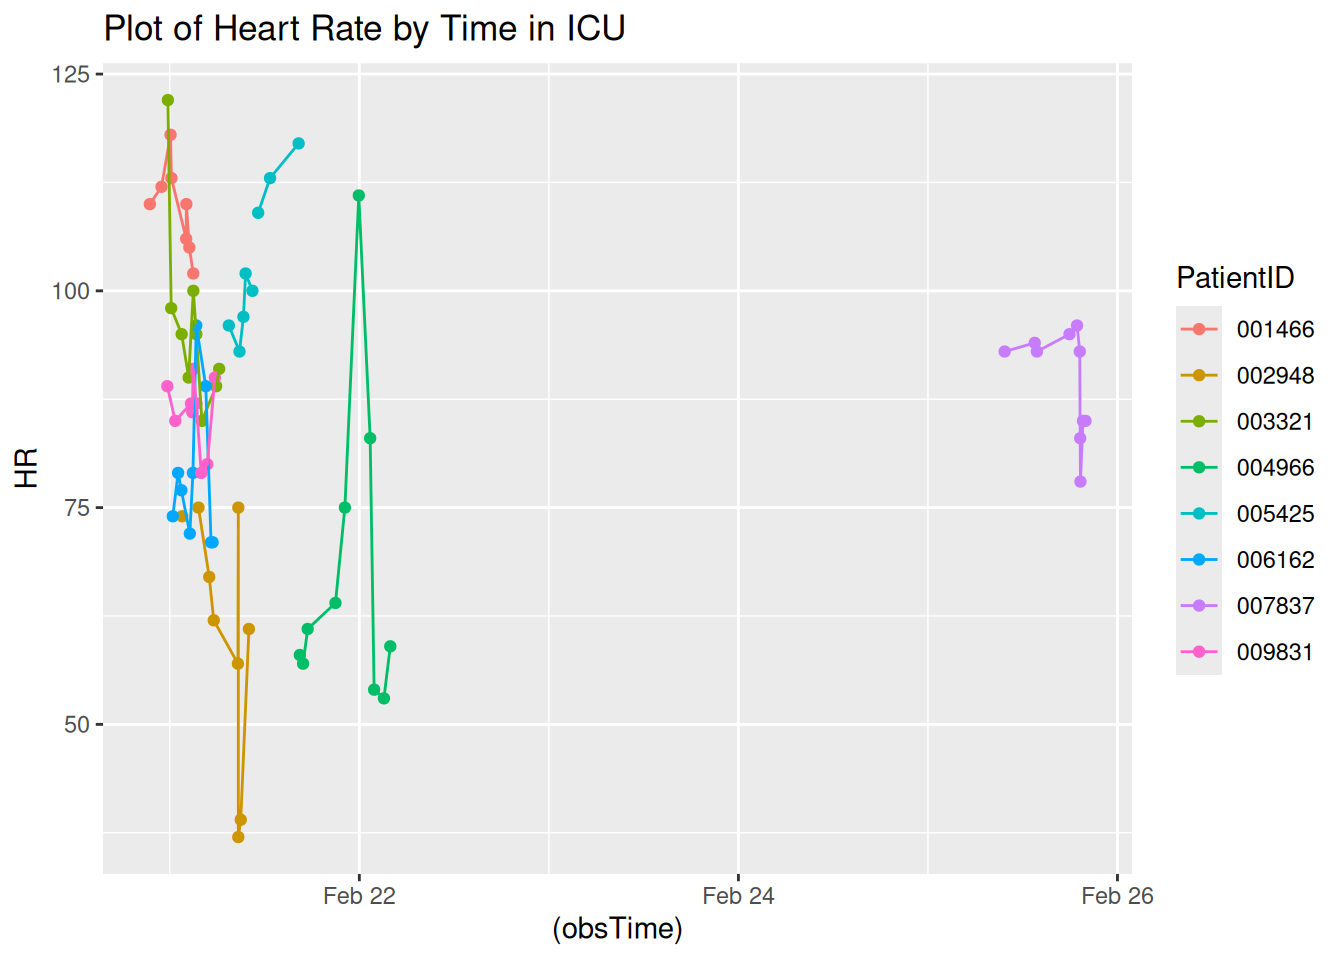 Plot of Heart Rate by Time in ICU
125
100
75
50
HR
Feb 22
Feb 24
Feb 26
(obsTime)
PatientID
001466
002948
003321
004966
005425
006162
007837
009831